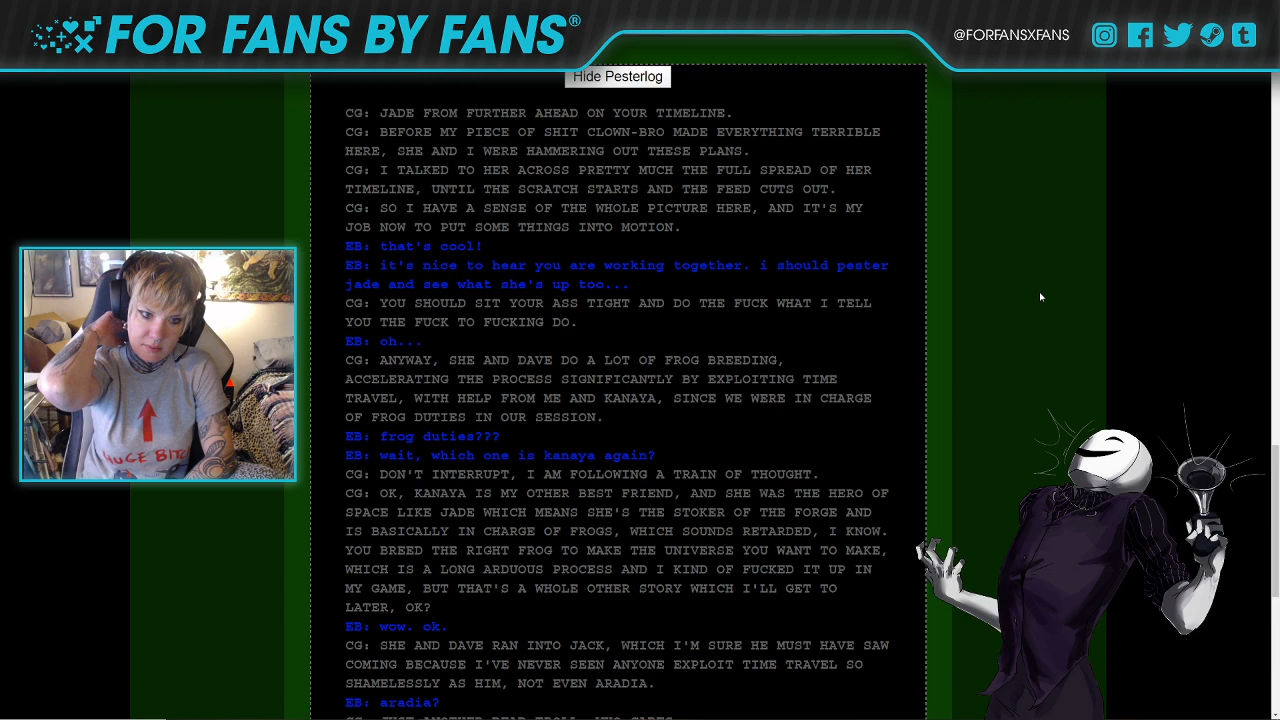 FOR FANS BY FANS®
@FORFANSXFANS
Hide Pesterlog
CG: JADE FROM FURTHER AHEAD ON YOUR TIMELINE.
CG: BEFORE MY PIECE OF SHIT CLOWN-BRO MADE EVERYTHING TERRIBLE
HERE, SHE AND I WERE HAMMERING OUT THESE PLANS.
CG: I TALKED TO HER ACROSS PRETTY MUCH THE FULL SPREAD OF HER
TIMELINE, UNTIL THE SCRATCH STARTS AND THE FEED CUTS OUT.
CG: SO I HAVE A SENSE OF THE WHOLE PICTURE HERE, AND IT'S MY
JOB NOW TO PUT SOME THINGS INTO MOTION.
EB: that's cool!
EB: it's nice to hear you are working together. i should pester
jade and see what she's up too...
CG: YOU SHOULD SIT YOUR ASS TIGHT AND DO THE FUCK WHAT I TELL
YOU THE FUCK TO FUCKING DO.
EB: oh...
CG: ANYWAY, SHE AND DAVE DO A LOT OF FROG BREEDING,
ACCELERATING THE PROCESS SIGNIFICANTLY BY EXPLOITING TIME
TRAVEL, WITH HELP FROM ME AND KANAYA, SINCE WE WERE IN CHARGE
OF FROG DUTIES IN OUR SESSION.
EB: frog duties???
EB: wait, which one is kanaya again?
CG: DON'T INTERRUPT, I AM FOLLOWING A TRAIN OF THOUGHT.
CG: OK, KANAYA IS MY OTHER BEST FRIEND, AND SHE WAS THE HERO OF
SPACE LIKE JADE WHICH MEANS SHE'S THE STOKER OF THE FORGE AND
IS BASICALLY IN CHARGE OF FROGS, WHICH SOUNDS RETARDED, I KNOW.
YOU BREED THE RIGHT FROG TO MAKE THE UNIVERSE YOU WANT TO MAKE,
WHICH IS A LONG ARDUOUS PROCESS AND I KIND OF FUCKED IT UP IN
MY GAME, BUT THAT'S A WHOLE OTHER STORY WHICH I'LL GET TO
LATER, OK?
EB: wow. ok.
CG: SHE AND DAVE RAN INTO JACK, WHICH I'M SURE HE MUST HAVE SAW
COMING BECAUSE I'VE NEVER SEEN ANYONE EXPLOIT TIME TRAVEL SO
SHAMELESSLY AS HIM, NOT EVEN ARADIA.
EB: aradia?
CG: JUST ANOTHER DEAD TROLL, WHO CARES.